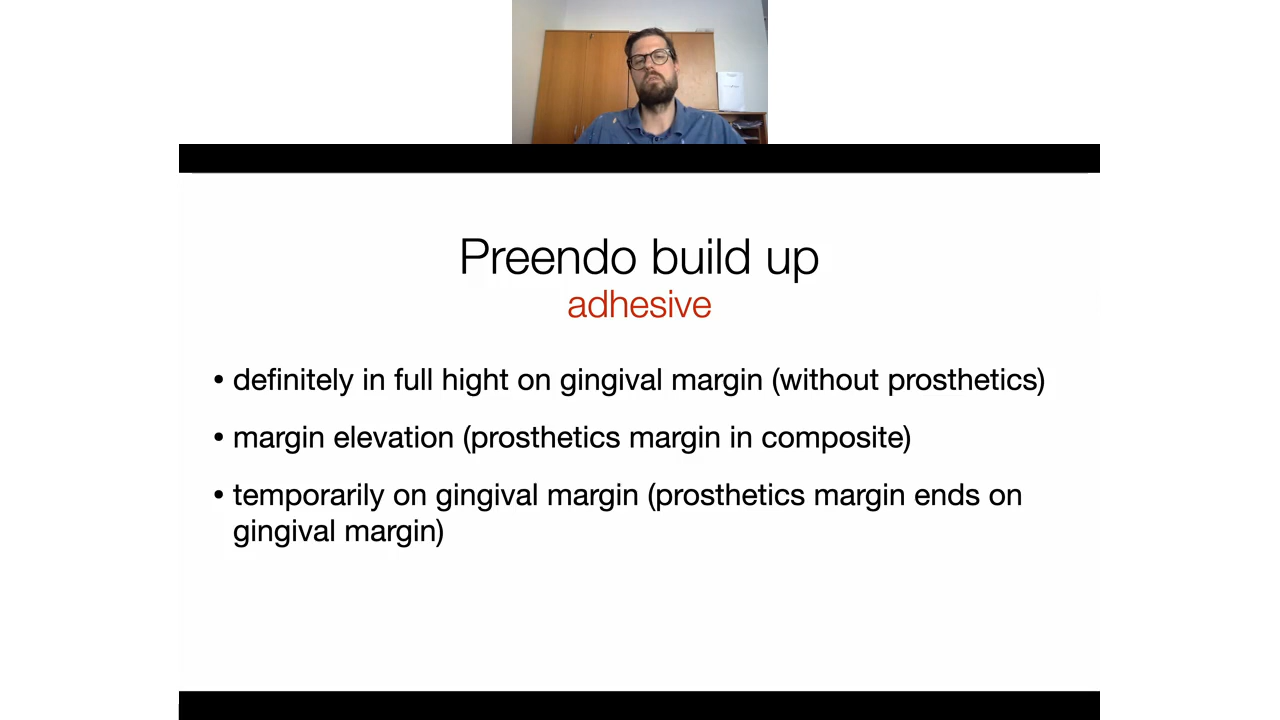 Preendo build up
adhesive
• definitely in full hight on gingival margin (without prosthetics)
• margin elevation (prosthetics margin in composite)
• temporarily on gingival margin (prosthetics margin ends on
gingival margin)